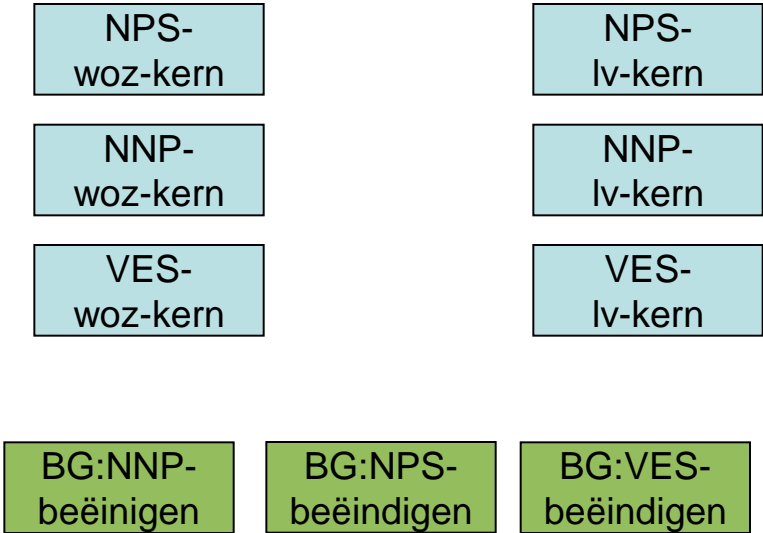 NPS-
woz-kern
NPS-
lv-kern
NNP-
woz-kern
NNP-
lv-kern
VES-
woz-kern
VES-
lv-kern
BG:NNP-
beëinigen
BG:NPS-
beëindigen
BG:VES-
beëindigen